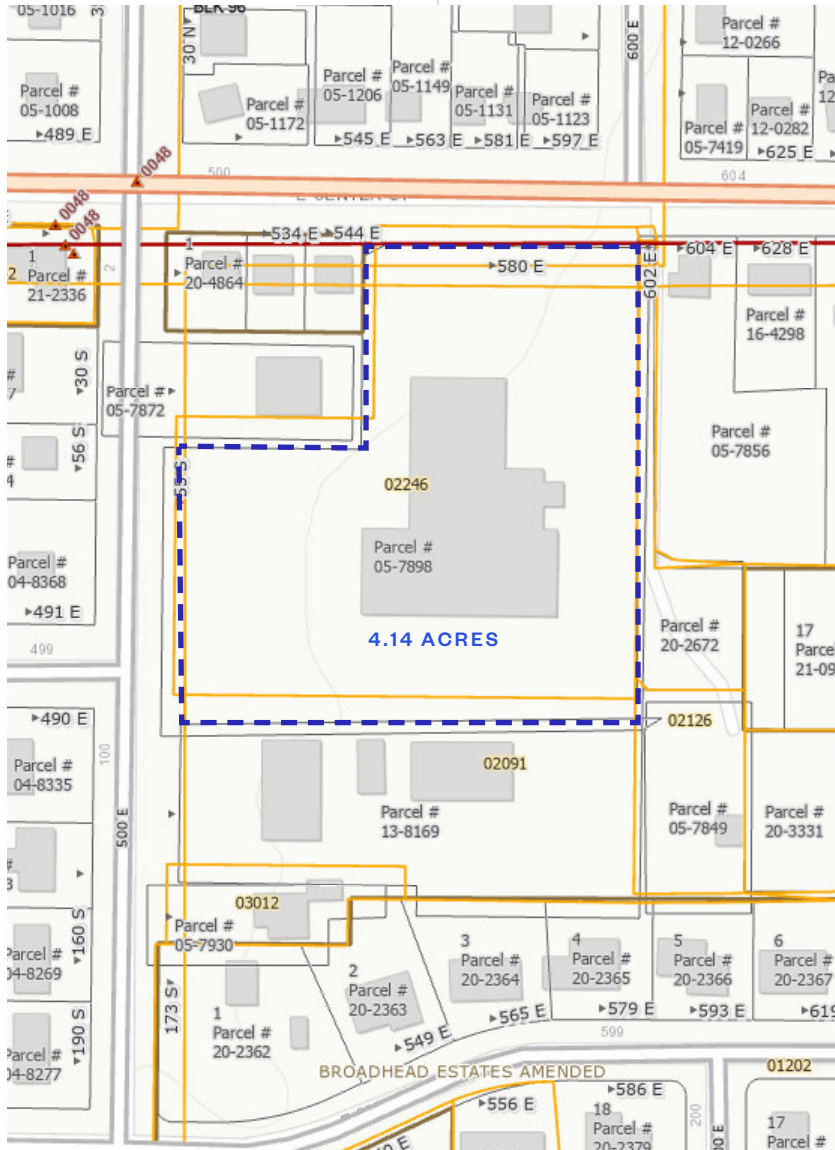 05-1016
BLK 96
30 N
600 E
Parcel #
12-0266
Parcel #
05-1008
489 E
Parcel #
05-1172
Parcel #
05-1206
Parcel #
05-1149
Parcel #
05-1131
Parcel #
05-1123
545 E
563 E
581 E
597 E
Parcel #
05-7419
Parcel #
12-0282
625 E
0048
500
604
E CENTER ST
0048
0048
534 E
544 E
580 E
602 E
604 E
628 E
1
Parcel #
21-2336
2
1
Parcel #
20-4864
Parcel #
16-4298
30 S
Parcel #
05-7872
56 S
55 S
Parcel #
05-7856
02246
Parcel #
05-7898
4.14 ACRES
Parcel #
04-8368
491 E
499
Parcel #
20-2672
17
Parcel
21-09
490 E
02126
Parcel #
04-8335
100
500 E
02091
Parcel #
13-8169
Parcel #
05-7849
Parcel #
20-3331
03012
Parcel #
05-7930
160 S
Parcel #
04-8269
173 S
190 S
Parcel #
04-8277
1
Parcel #
20-2362
2
Parcel #
20-2363
549 E
3
Parcel #
20-2364
565 E
4
Parcel #
20-2365
579 E
5
Parcel #
20-2366
593 E
6
Parcel #
20-2367
619
599
BROADHEAD ESTATES AMENDED
01202
586 E
556 E
18
Parcel #
20-2379
200
17
Parcel #